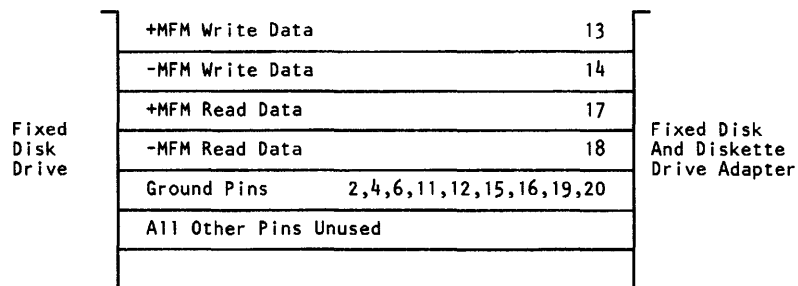 +MFM Write Data 13
-MFM Write Data 14
+MFM Read Data 17
-MFM Read Data 18
Ground Pins 2,4,6,11,12,15,16,19,20
All Other Pins Unused
Fixed
Disk
Drive
Fixed Disk
And Diskette
Drive Adapter